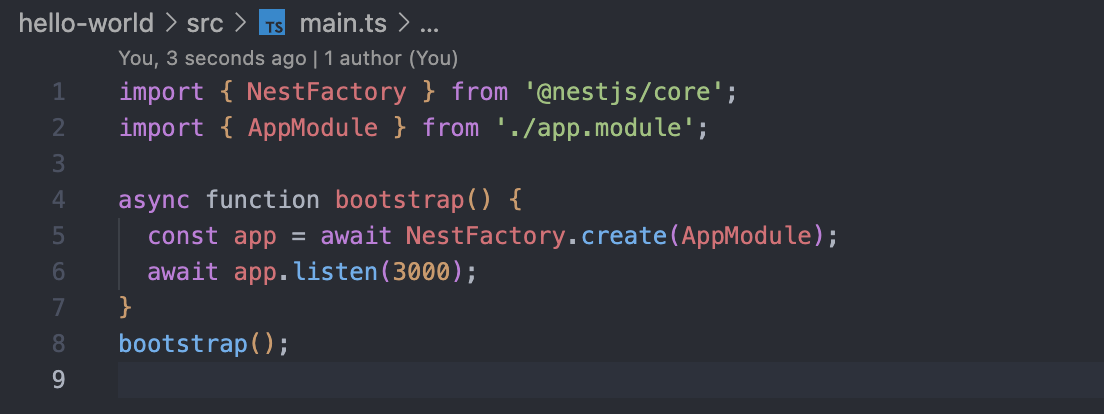 hello-world > src > TS main.ts > ...
You, 3 seconds ago | 1 author (You)
1 import { NestFactory } from '@nestjs/core';
2 import { AppModule } from './app.module';
3
4 async function bootstrap() {
5   const app = await NestFactory.create(AppModule);
6   await app.listen(3000);
7 }
8 bootstrap();
9